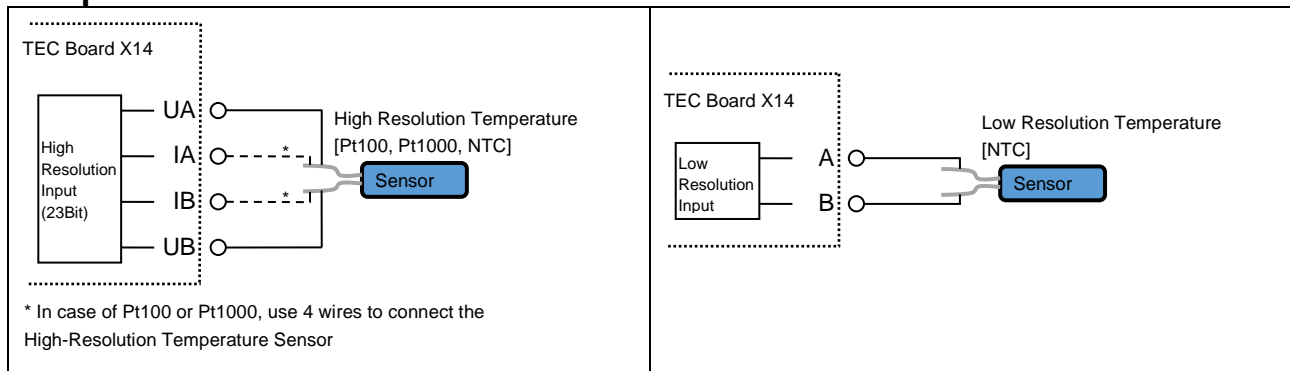 TEC Board X14
High
Resolution
Input
(23Bit)
UA
IA
IB
UB
*
*
High Resolution Temperature
[Pt100, Pt1000, NTC]
Sensor
* In case of Pt100 or Pt1000, use 4 wires to connect the
High-Resolution Temperature Sensor
TEC Board X14
Low
Resolution
Input
A
B
Low Resolution Temperature
[NTC]
Sensor